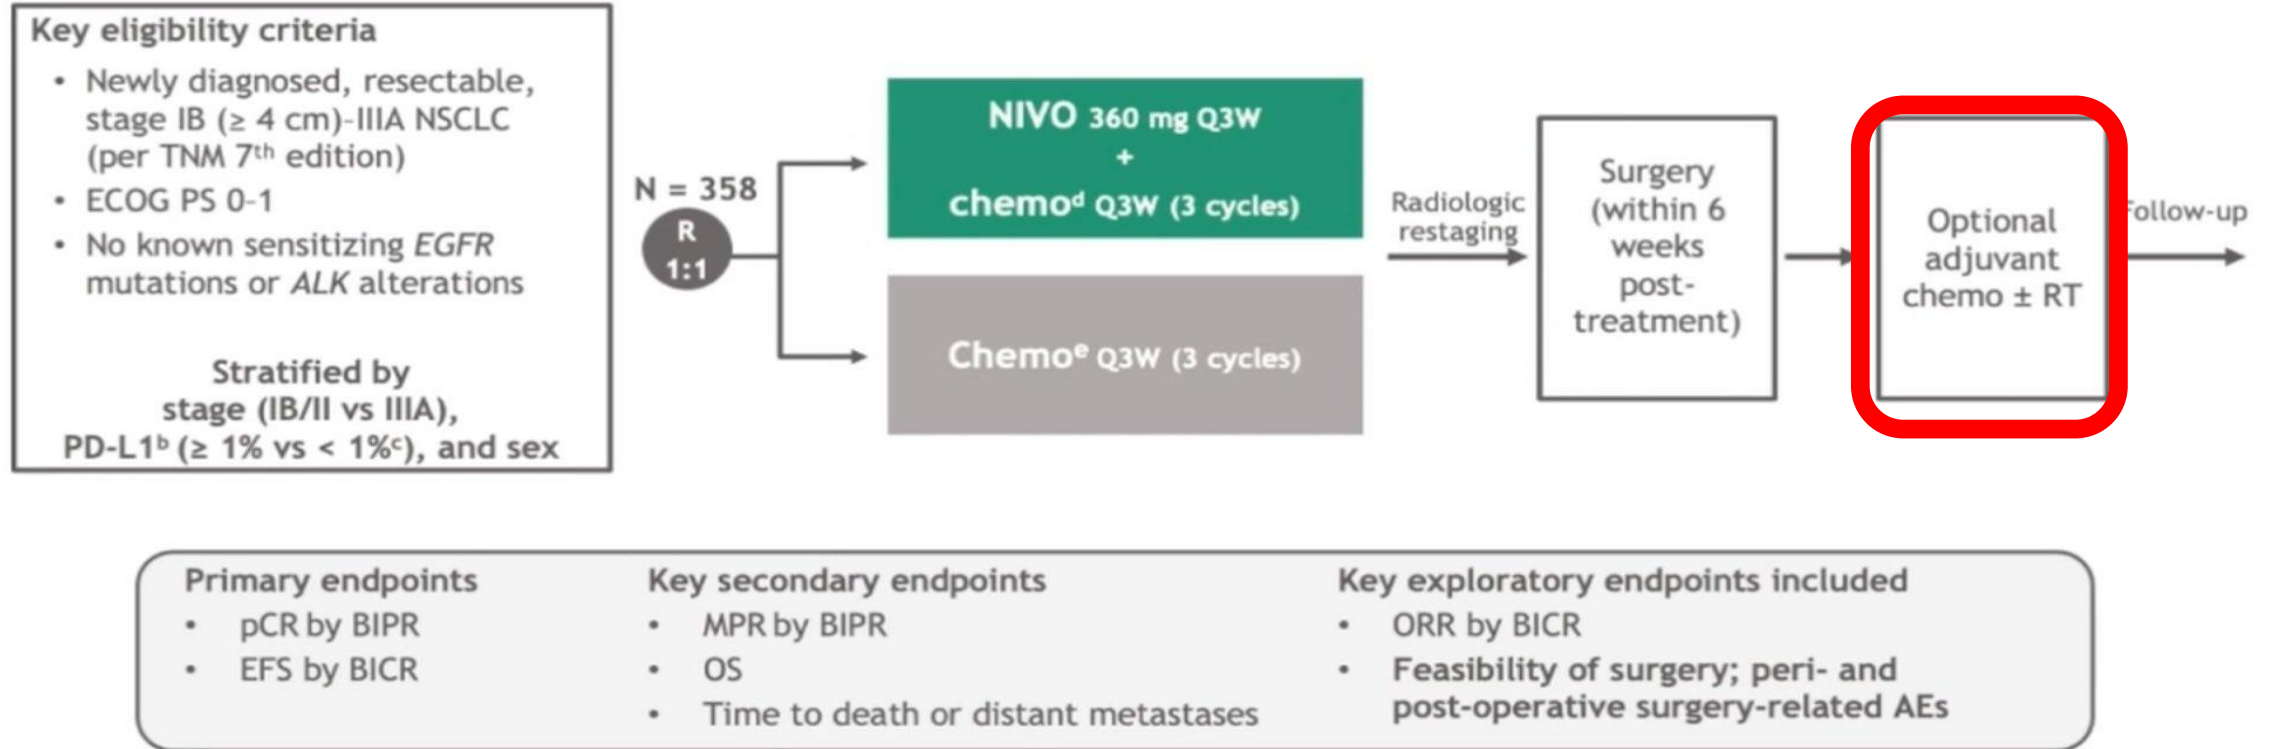 Key eligibility criteria
• Newly diagnosed, resectable,
stage IB (≥ 4 cm)-IIIA NSCLC
(per TNM 7th edition)
• ECOG PS 0-1
• No known sensitizing EGFR
mutations or ALK alterations
Stratified by
stage (IB/II vs IIIA),
PD-L1b (≥ 1% vs < 1%c), and sex
N = 358
R
1:1
NIVO 360 mg Q3W
+
chemod Q3W (3 cycles)
Chemoe Q3W (3 cycles)
Radiologic
restaging
Surgery
(within 6
weeks
post-
treatment)
Optional
adjuvant
chemo ± RT
Follow-up
Primary endpoints
• pCR by BIPR
• EFS by BICR
Key secondary endpoints
• MPR by BIPR
• OS
• Time to death or distant metastases
Key exploratory endpoints included
• ORR by BICR
• Feasibility of surgery; peri- and
post-operative surgery-related AEs